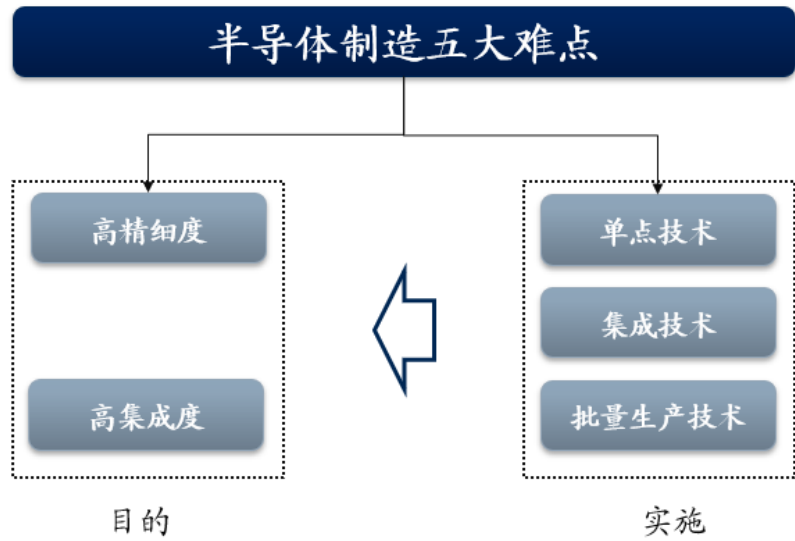 半导体制造五大难点
高精细度
高集成度
目的
单点技术
集成技术
批量生产技术
实施